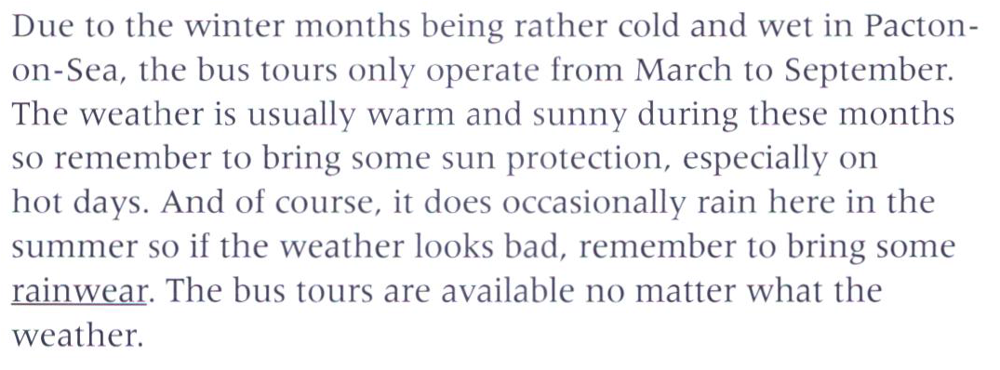 Due to the winter months being rather cold and wet in Pacton-
on-Sea, the bus tours only operate from March to September.
The weather is usually warm and sunny during these months
so remember to bring some sun protection, especially on
hot days. And of course, it does occasionally rain here in the
summer so if the weather looks bad, remember to bring some
rainwear. The bus tours are available no matter what the
weather.